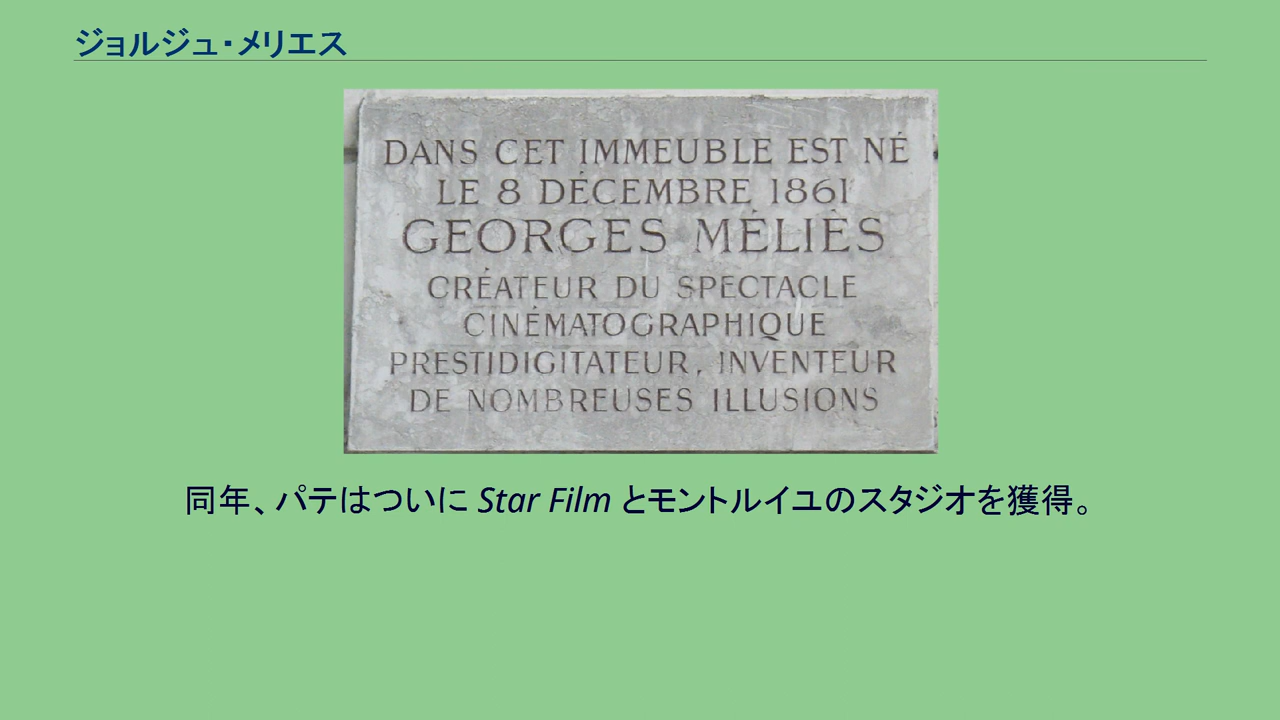 ジョルジュ・メリエス
DANS CET IMMEUBLE EST NÉ
LE 8 DÉCEMBRE 1861
GEORGES MÉLIÈS
CRÉATEUR DU SPECTACLE
CINÉMATOGRAPHIQUE
PRESTIDIGITATEUR, INVENTEUR
DE NOMBREUSES ILLUSIONS
同年、パテはついに Star Film とモントルイユのスタジオを獲得。